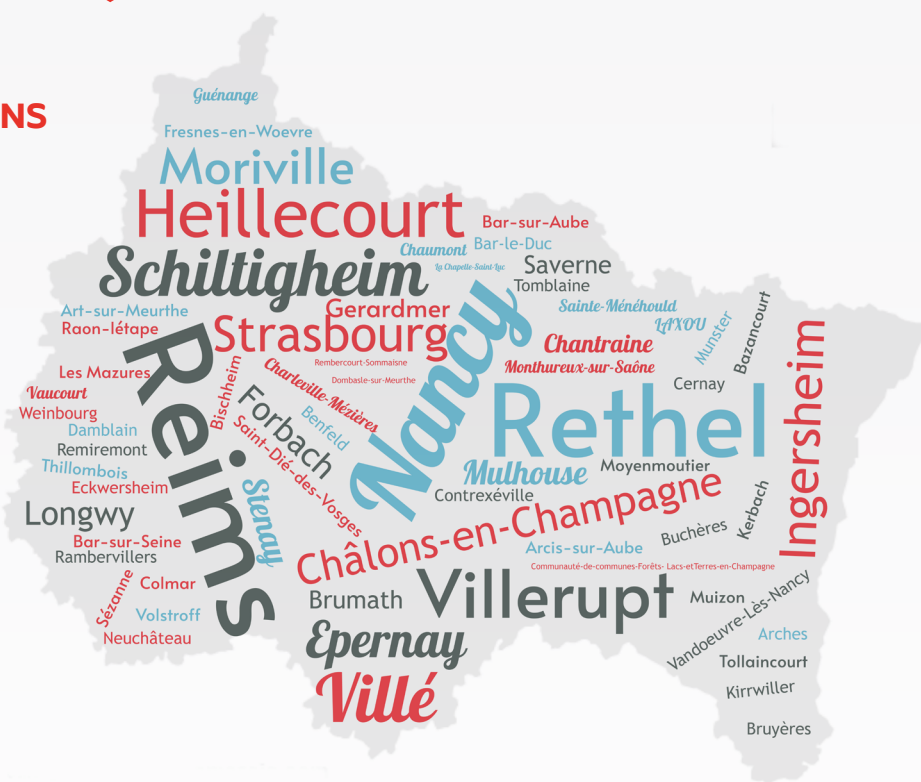 NS
Guénange
Fresnes-en-Woevre
Moriville
Heillecourt
Bar-sur-Aube
Chaumont
Bar-le-Duc
La Chapelle-Saint-Luc
Schiltigheim
Saverne
Tomblaine
Art-sur-Meurthe
Gerardmer
Sainte-Ménéhould
LAXOU
Munster
Bazancourt
Raon-létape
Strasbourg
Nancy
Chantraine
Monthureux-sur-Saône
Rembercourt-Sommaisne
Dombasle-sur-Meurthe
Les Mazures
Reims
Bischheim
Charleville-Mézières
Cernay
Ingersheim
Vaucourt
Weinbourg
Forbach
Benfeld
Rethel
Damblain
Saint-Dié-des-Vosges
Remiremont
Thillombois
Mulhouse
Moyenmoutier
Eckwersheim
Stenay
Contrexéville
Kerbach
Longwy
Châlons-en-Champagne
Buchères
Bar-sur-Seine
Arcis-sur-Aube
Rambervillers
Communauté-de-communes-Forêts- Lacs-etTerres-en-Champagne
Sézanne
Colmar
Brumath
Villerupt
Muizon
Vandoeuvre-Lès-Nancy
Volstroff
Neuchâteau
Epernay
Arches
Tollaincourt
Villé
Kirrwiller
Bruyères